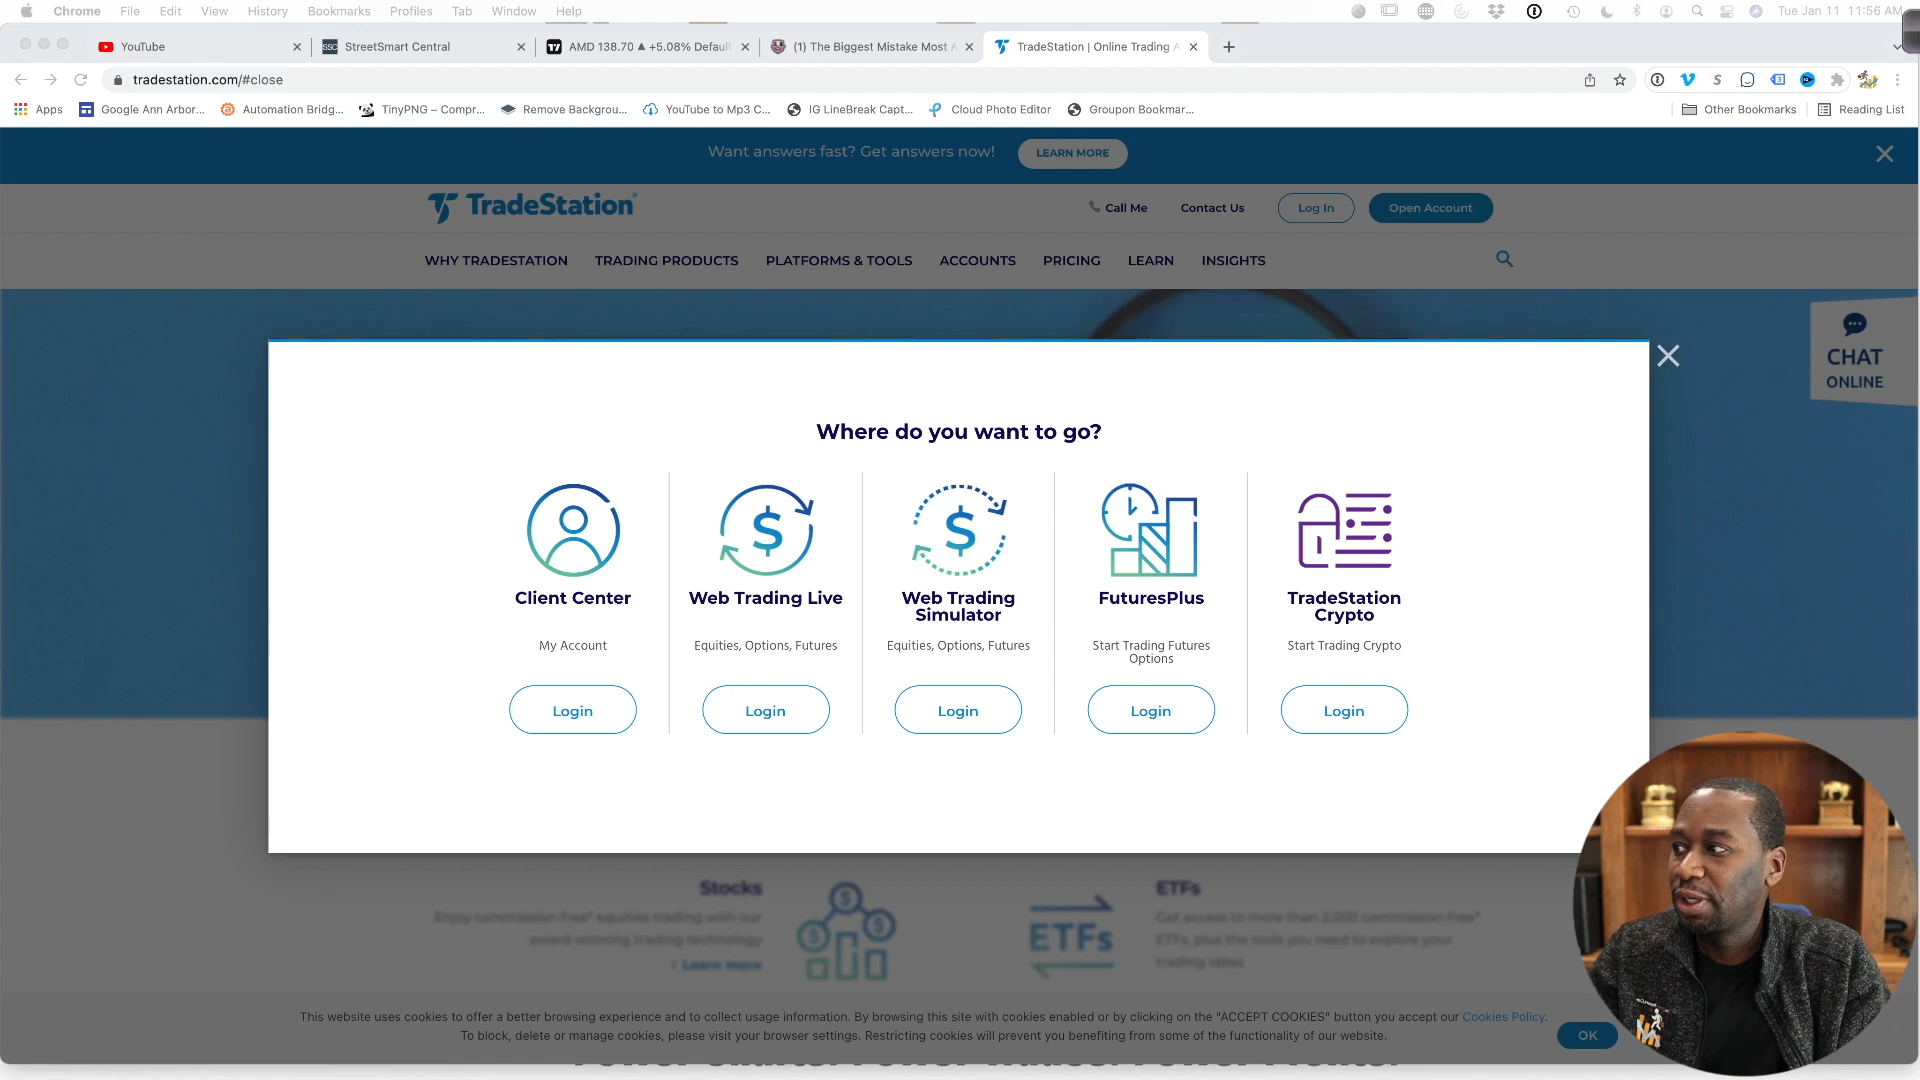 Chrome File Edit View History Bookmarks Profiles Tab Window Help
Tue Jan 11 11:56 AM
YouTube
StreetSmart Central
AMD 138.70 ▲ +5.08% Default
(1) The Biggest Mistake Most A
TradeStation | Online Trading A
tradestation.com/#close
Apps
Google Ann Arbor...
Automation Bridg...
TinyPNG – Compr...
Remove Backgrou...
YouTube to Mp3 C...
IG LineBreak Capt...
Cloud Photo Editor
Groupon Bookmar...
Other Bookmarks
Reading List
Want answers fast? Get answers now!
LEARN MORE
TradeStation
Call Me
Contact Us
Log In
Open Account
WHY TRADESTATION
TRADING PRODUCTS
PLATFORMS & TOOLS
ACCOUNTS
PRICING
LEARN
INSIGHTS
CHAT
ONLINE
Where do you want to go?
Client Center
My Account
Login
Web Trading Live
Equities, Options, Futures
Login
Web Trading
Simulator
Equities, Options, Futures
Login
FuturesPlus
Start Trading Futures
Options
Login
TradeStation
Crypto
Start Trading Crypto
Login
Stocks
Enjoy commission-free* equities trading with our
award-winning trading technology
Learn more
ETFs
ETFs
Get access to more than 2,000 commission-free*
ETFs, plus the tools you need to explore your
trading ideas
This website uses cookies to offer a better browsing experience and to collect usage information. By browsing this site with cookies enabled or by clicking on the "ACCEPT COOKIES" button you accept our Cookies Policy.
To block, delete or manage cookies, please visit your browser settings. Restricting cookies will prevent you benefiting from some of the functionality of our website.
OK